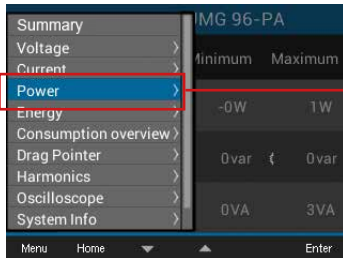 Summary
UMG 96-PA
Voltage
Minimum Maximum
Current
Power
-0W 1W
Energy
Consumption overview
Drag Pointer
0var 0var
Harmonics
Oscilloscope
0VA 3VA
System Info
Menu Home Enter